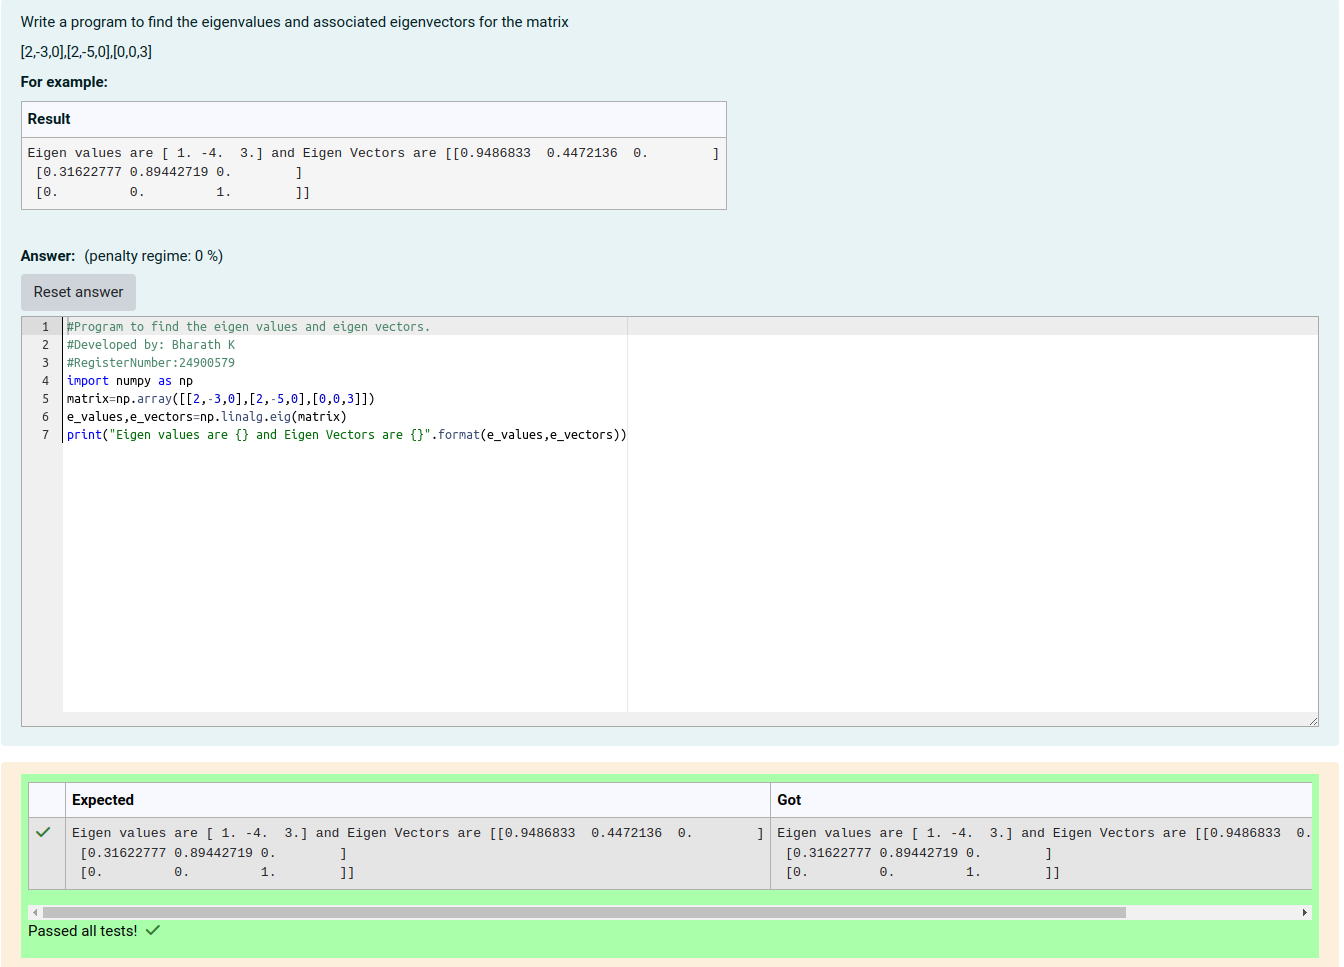 Write a program to find the eigenvalues and associated eigenvectors for the matrix
[2,-3,0],[2,-5,0],[0,0,3]
For example:
Result
Eigen values are [ 1. -4.  3.] and Eigen Vectors are [[0.9486833  0.4472136  0.        ]
 [0.31622777 0.89442719 0.        ]
 [0.         0.         1.        ]]
Answer: (penalty regime: 0 %)
Reset answer
1 #Program to find the eigen values and eigen vectors.
2 #Developed by: Bharath K
3 #RegisterNumber:24900579
4 import numpy as np
5 matrix=np.array([[2,-3,0],[2,-5,0],[0,0,3]])
6 e_values,e_vectors=np.linalg.eig(matrix)
7 print("Eigen values are {} and Eigen Vectors are {}".format(e_values,e_vectors))
Expected Got
Eigen values are [ 1. -4.  3.] and Eigen Vectors are [[0.9486833  0.4472136  0.        ] Eigen values are [ 1. -4.  3.] and Eigen Vectors are [[0.9486833  0.
 [0.31622777 0.89442719 0.        ] [0.31622777 0.89442719 0.        ]
 [0.         0.         1.        ]] [0.         0.         1.        ]]
Passed all tests!